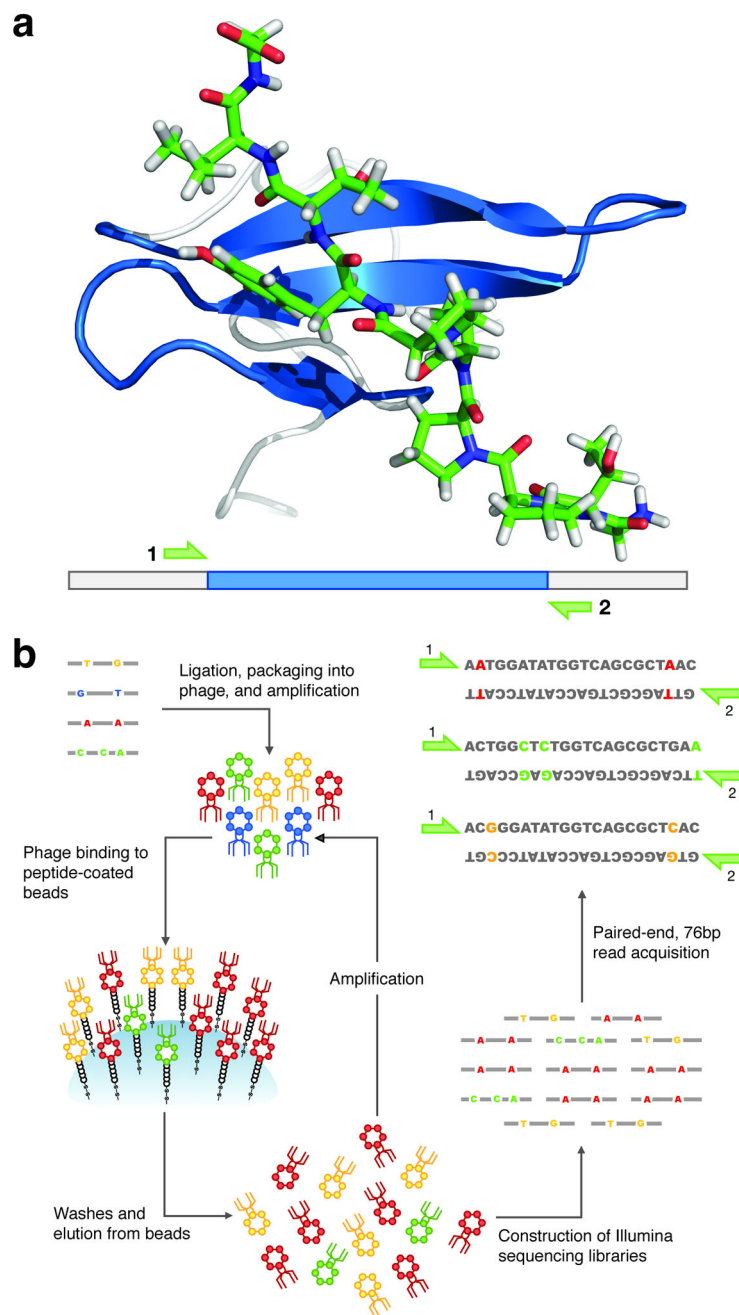 a
1
2
b
T G
G T
A A
C C A
Ligation, packaging into
phage, and amplification
Phage binding to
peptide-coated
beads
Amplification
Washes and
elution from beads
Construction of Illumina
sequencing libraries
T G A A
A A C C A T G
A A A A A A
C C A A A A A
T G T G
Paired-end, 76bp
read acquisition
1
AATGGATATGGTCAGCGCTAAC
GTTAGCGCTGACCATATCCATT
2
1
ACTGGCTCTGGTCAGCGCTGAA
TTCAGCGCTGACCAGAGCCAGT
2
1
ACGGGATATGGTCAGCGCTCAC
GTGAGCGCTGACCATATCCCGT
2